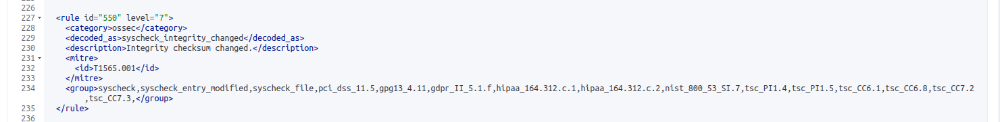 226
227 <rule id="550" level="7">
228 <category>ossec</category>
229 <decoded_as>syscheck_integrity_changed</decoded_as>
230 <description>Integrity checksum changed.</description>
231 <mitre>
232 <id>T1565.001</id>
233 </mitre>
234 <group>syscheck,syscheck_entry_modified,syscheck_file,pci_dss_11.5,gpg13_4.11,gdpr_II_5.1.f,hipaa_164.312.c.1,hipaa_164.312.c.2,nist_800_53_SI.7,tsc_PI1.4,tsc_PI1.5,tsc_CC6.1,tsc_CC6.8,tsc_CC7.2
,tsc_CC7.3,</group>
235 </rule>
236